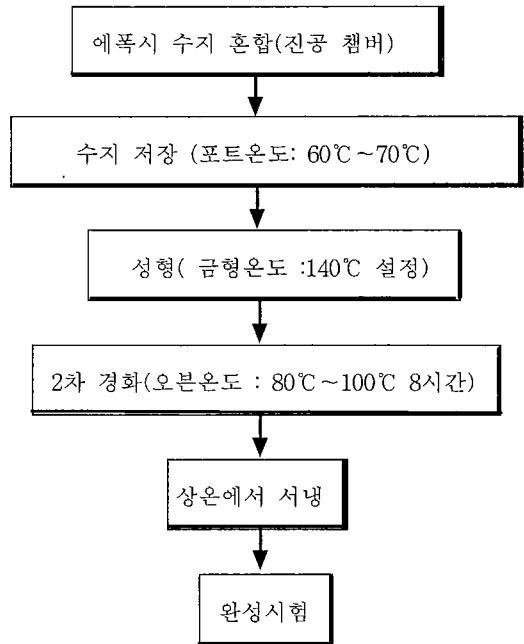 에폭시 수지 혼합(진공 챔버)
수지 저장 (포트온도: 60℃~70℃)
성형( 금형온도 :140℃ 설정)
2차 경화(오븐온도 : 80℃~100℃ 8시간)
상온에서 서냉
완성시험